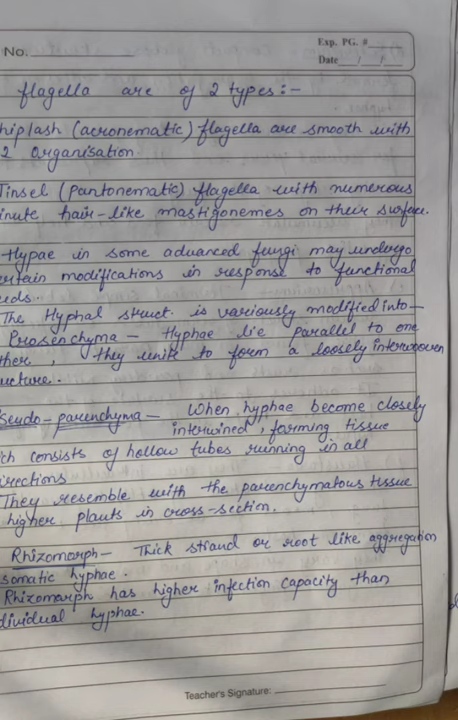 Exp. PG. #
No.
Date / /
flagella are of 2 types:-
hiplash (acronematic) flagella are smooth with
2 organisation.
Tinsel (pantonematic) flagella with numerous
inute hair-like mastigonemes on their surface.
Hypae in some advanced fungi may undergo
ertain modifications in response to functional
eds.
The Hyphal struct. is variously modified into-
Prosenchyma - Hyphae lie parallel to one
ther, they unite to form a loosely interwoven
ucture.
seudo-parenchyma - When hyphae become closely
interwined, forming tissue
ich consists of hollow tubes running in all
irections
They resemble with the parenchymatous tissue
higher plants in cross-section.
Rhizomorph- Thick strand or root like aggregation
somatic hyphae.
Rhizomorph has higher infection capacity than
dividual hyphae.
Teacher's Signature: